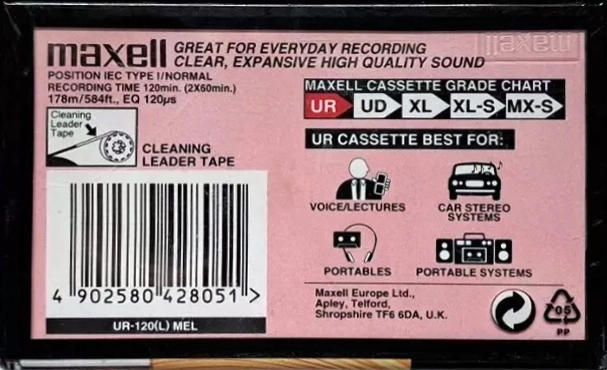 maxell GREAT FOR EVERYDAY RECORDING
CLEAR, EXPANSIVE HIGH QUALITY SOUND
maxell
POSITION IEC TYPE I/NORMAL
RECORDING TIME 120min. (2X60min.)
178m/584ft., EQ 120µs
Cleaning
Leader
Tape
CLEANING
LEADER TAPE
MAXELL CASSETTE GRADE CHART
UR UD XL XL-S MX-S
UR CASSETTE BEST FOR:
VOICE/LECTURES
CAR STEREO
SYSTEMS
PORTABLES
PORTABLE SYSTEMS
4 902580 428051 >
UR-120(L) MEL
Maxell Europe Ltd.,
Apley, Telford,
Shropshire TF6 6DA, U.K.
05
PP